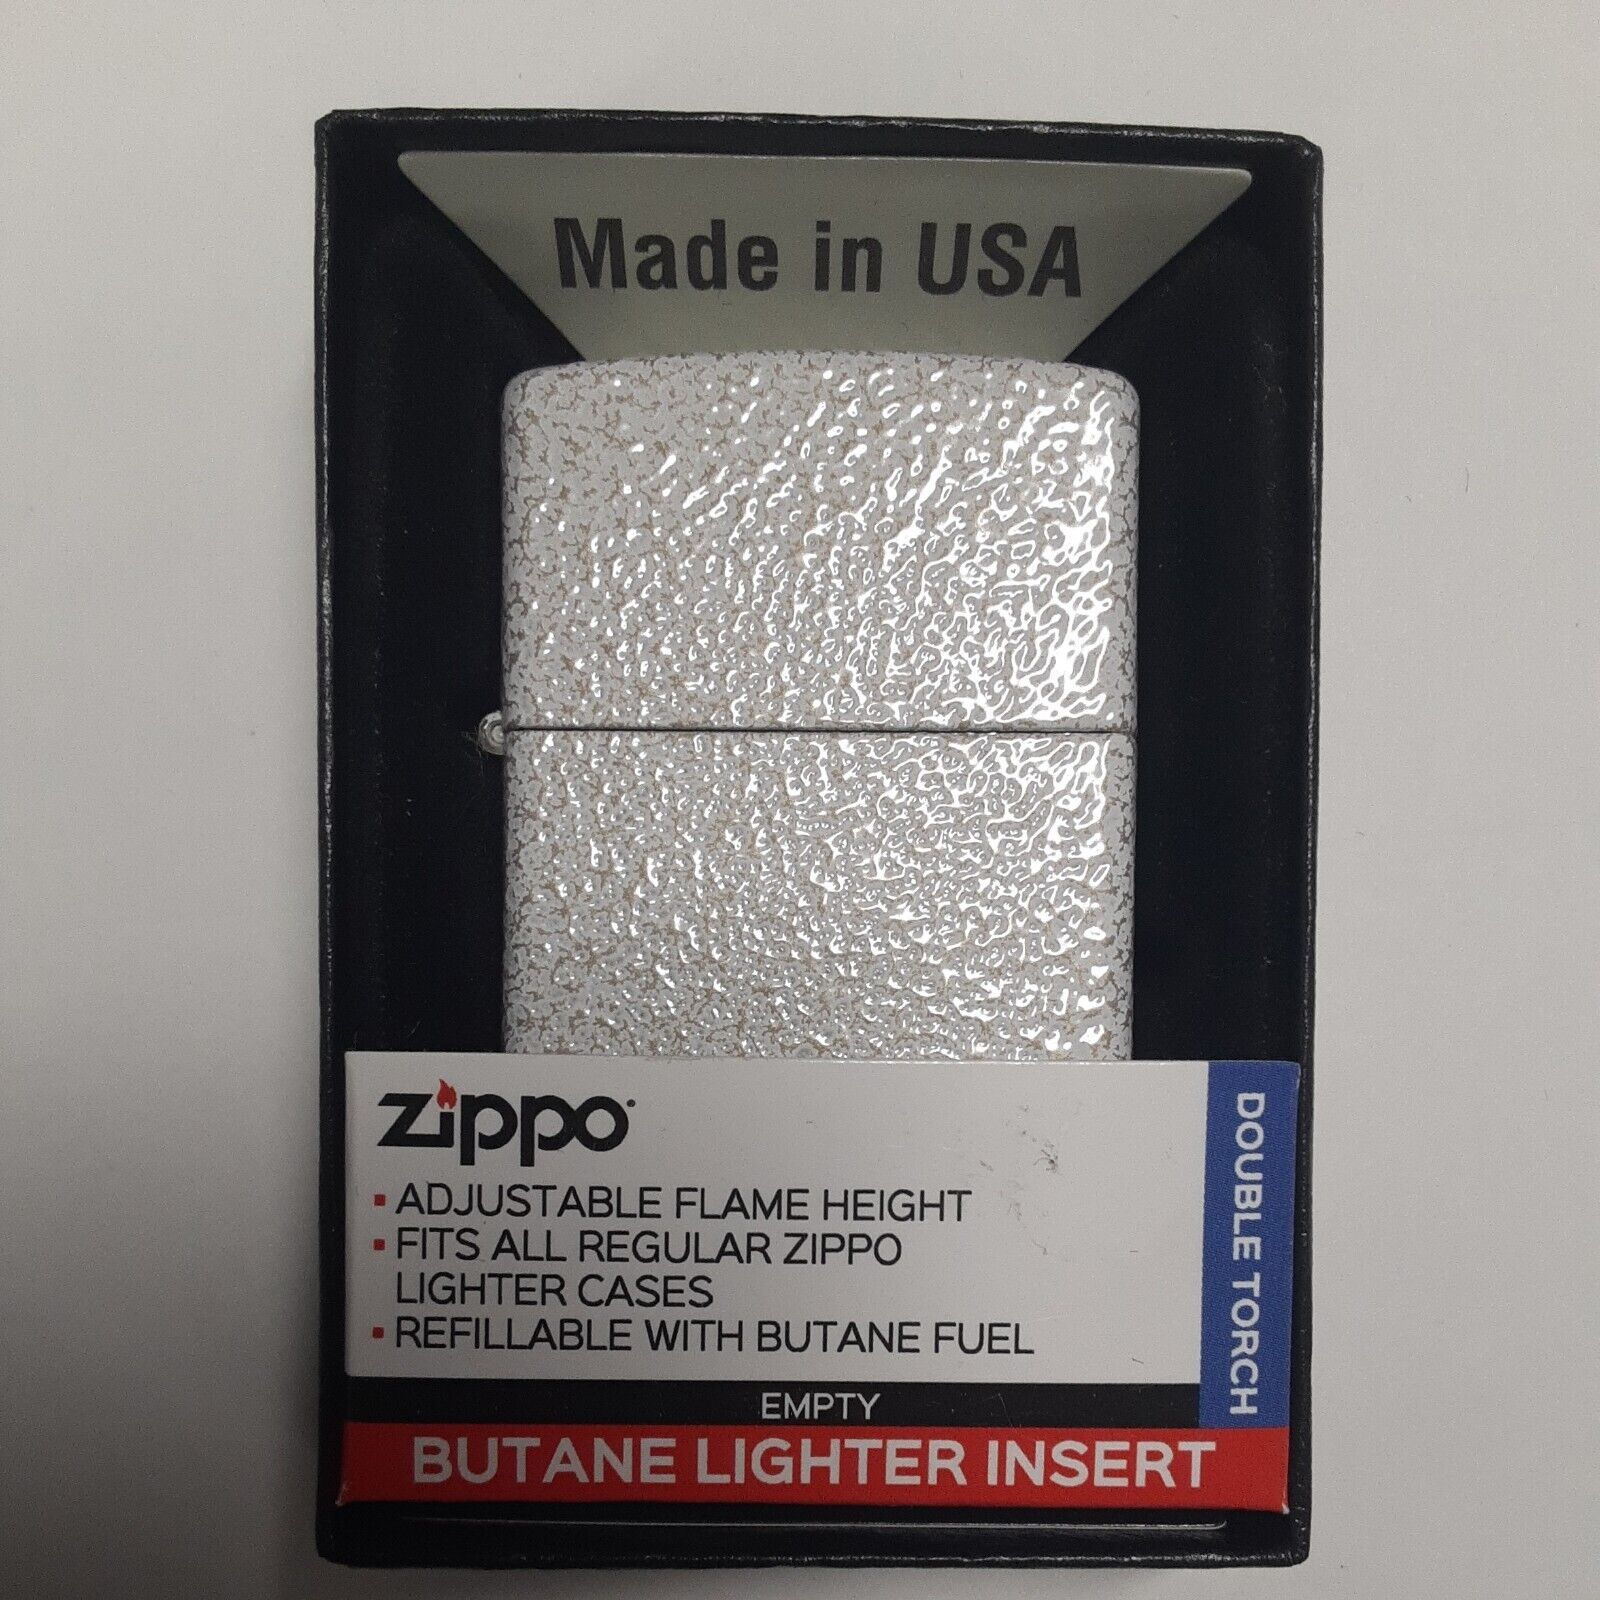 Made in USA
zippo
▪ ADJUSTABLE FLAME HEIGHT
▪ FITS ALL REGULAR ZIPPO
LIGHTER CASES
▪ REFILLABLE WITH BUTANE FUEL
DOUBLE TORCH
EMPTY
BUTANE LIGHTER INSERT